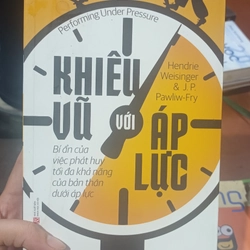 Performing Under Pressure
Hendrie
Weisinger
& J. P.
Pawliw-Fry
KHIÊU
VŨ
VỚI
ÁP
LỰC
Bí ẩn của
việc phát huy
tối đa khả năng
của bản thân
dưới áp lực